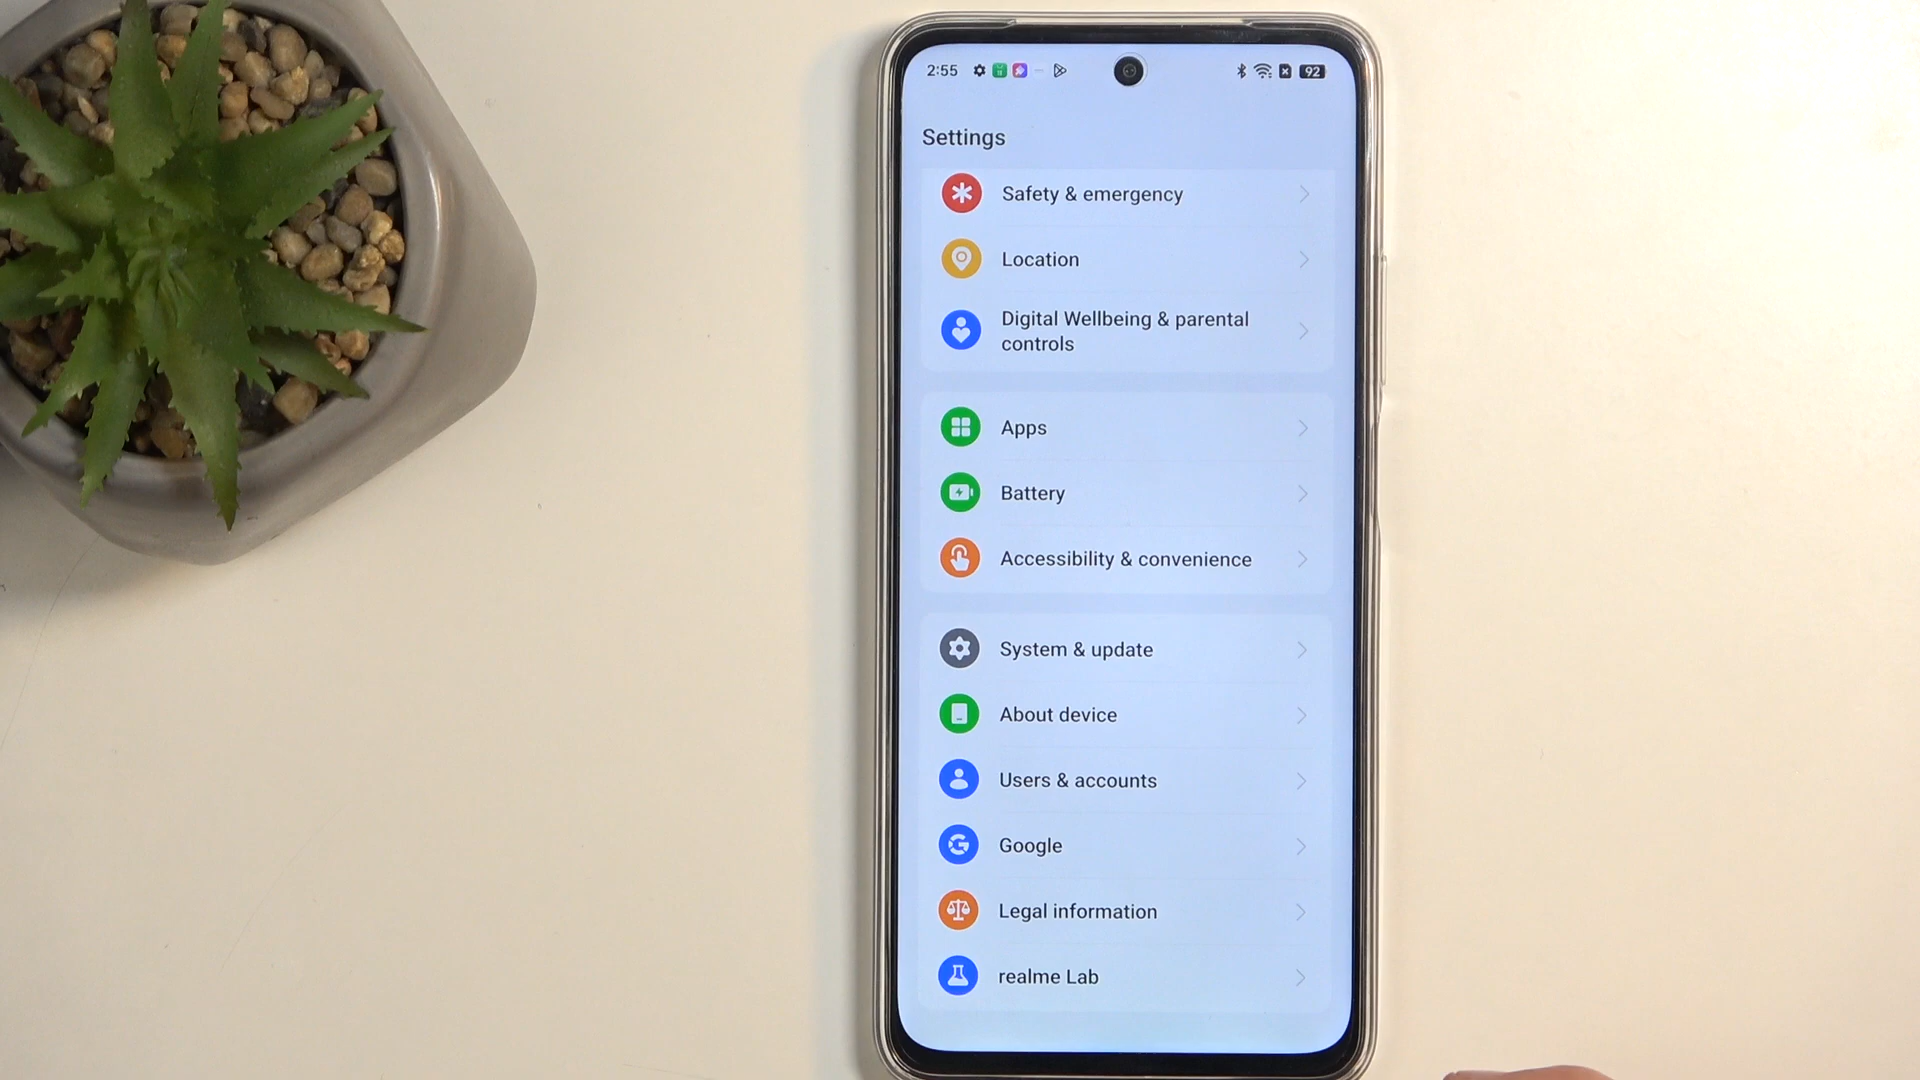 2:55
92
Settings
Safety & emergency
Location
Digital Wellbeing & parental
controls
Apps
Battery
Accessibility & convenience
System & update
About device
Users & accounts
Google
Legal information
realme Lab